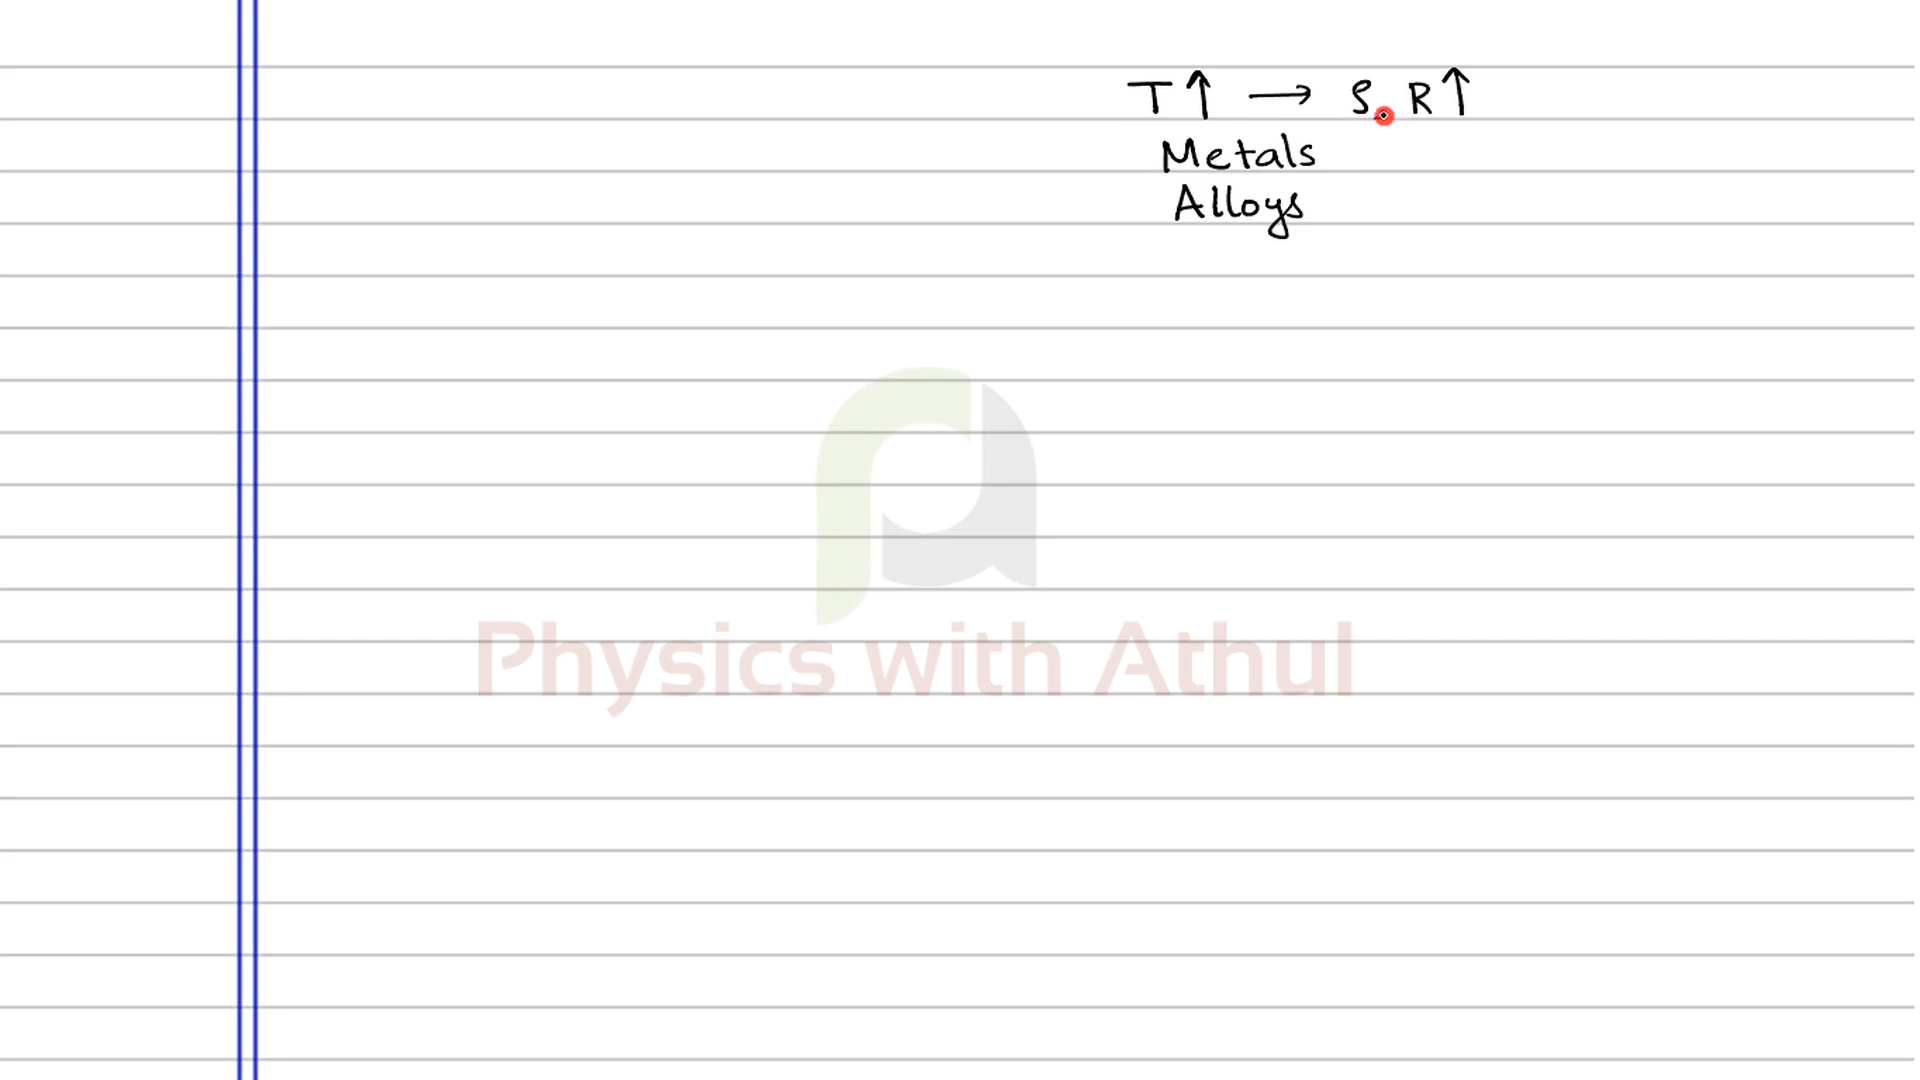 T↑ → ρ, R↑
Metals
Alloys
Physics with Athul